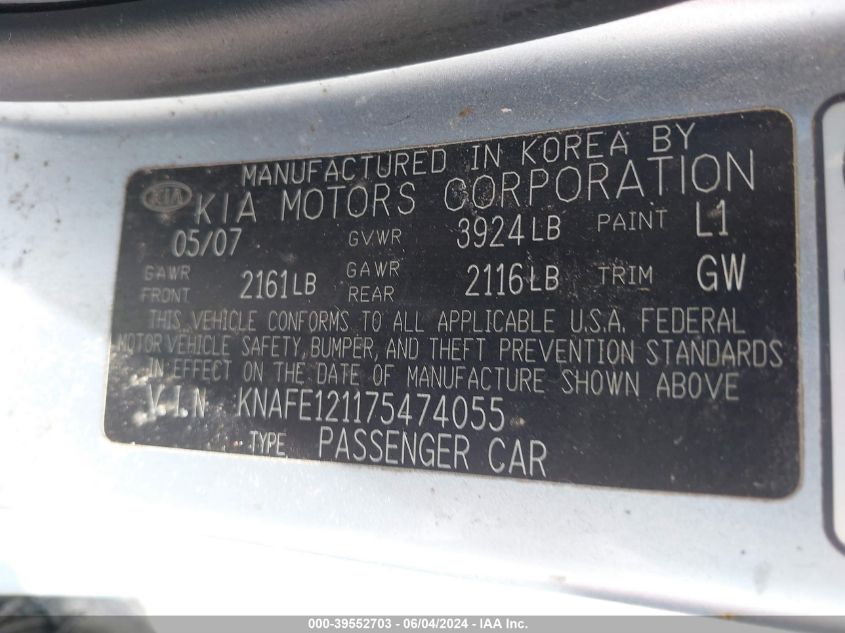 MANUFACTURED IN KOREA BY
KIA KIA MOTORS CORPORATION
05/07 GVWR 3924LB PAINT L1
GAWR FRONT 2161LB GAWR REAR 2116LB TRIM GW
THIS VEHICLE CONFORMS TO ALL APPLICABLE U.S.A. FEDERAL
MOTOR VEHICLE SAFETY, BUMPER, AND THEFT PREVENTION STANDARDS
IN EFFECT ON THE DATE OF MANUFACTURE SHOWN ABOVE
V.I.N KNAFE121175474055
TYPE PASSENGER CAR
000-39552703 - 06/04/2024 - IAA Inc.